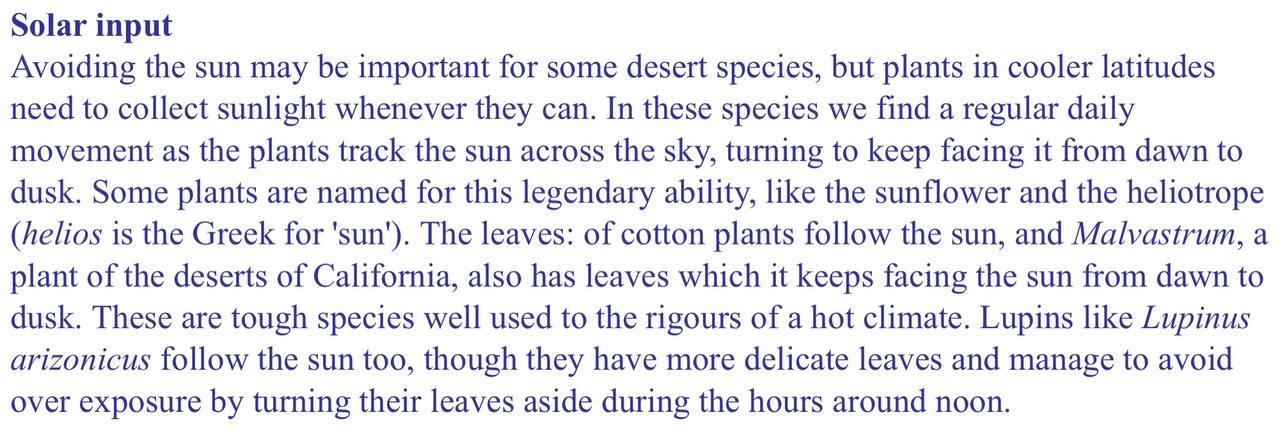 Solar input
Avoiding the sun may be important for some desert species, but plants in cooler latitudes
need to collect sunlight whenever they can. In these species we find a regular daily
movement as the plants track the sun across the sky, turning to keep facing it from dawn to
dusk. Some plants are named for this legendary ability, like the sunflower and the heliotrope
(helios is the Greek for 'sun'). The leaves: of cotton plants follow the sun, and Malvastrum, a
plant of the deserts of California, also has leaves which it keeps facing the sun from dawn to
dusk. These are tough species well used to the rigours of a hot climate. Lupins like Lupinus
arizonicus follow the sun too, though they have more delicate leaves and manage to avoid
over exposure by turning their leaves aside during the hours around noon.